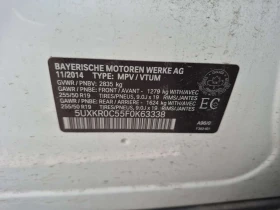 BAYERISCHE MOTOREN WERKE AG
11/2014 TYPE: MPV / VTUM
GVWR / PNBV: 2835 kg
GAWR / PNBE: FRONT / AVANT - 1279 kg with/avec
255/50 R19 TIRES/PNEUS, 9.0J x 19 RIMS/JANTES
GAWR / PNBE: REAR / ARRIERE - 1624 kg with/avec
255/50 R19 TIRES/PNEUS, 9.0J x 19 RIMS/JANTES
EC
5UXKR0C55F0K63338